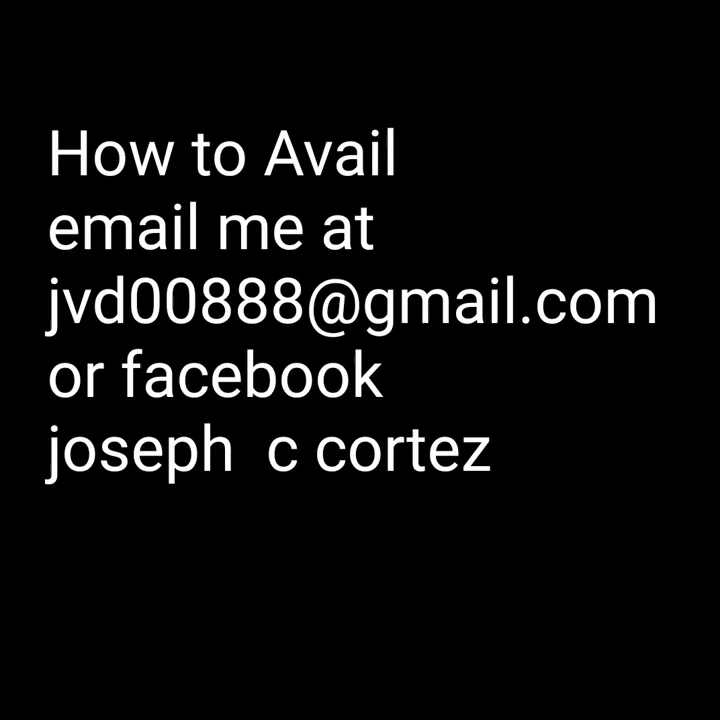 How to Avail
email me at
jvd00888@gmail.com
or facebook
joseph  c cortez